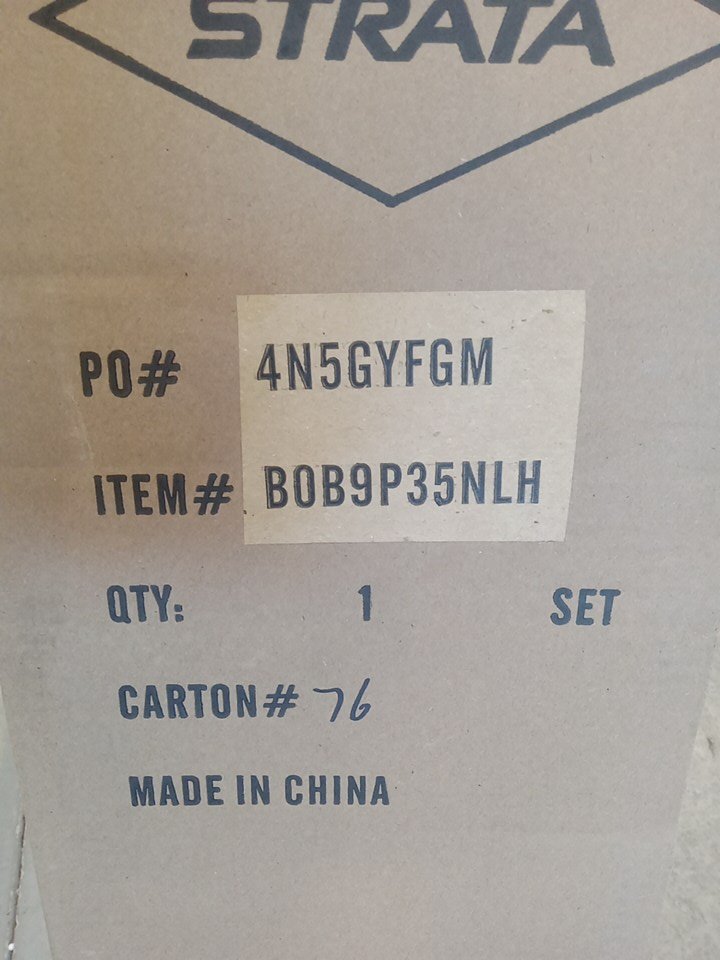 STRATA
PO# 4N5GYFGM
ITEM# B0B9P35NLH
QTY: 1 SET
CARTON# 76
MADE IN CHINA